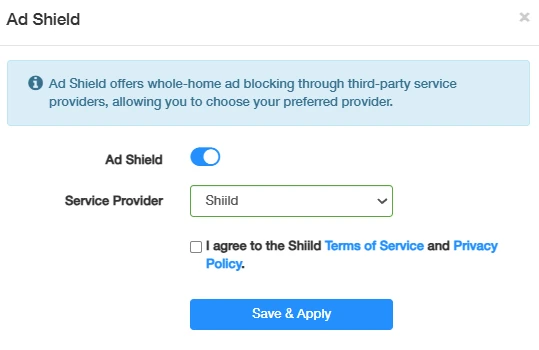 Ad Shield
×
Ad Shield offers whole-home ad blocking through third-party service
providers, allowing you to choose your preferred provider.
Ad Shield
Service Provider
Shiild
I agree to the Shiild Terms of Service and Privacy
Policy.
Save & Apply